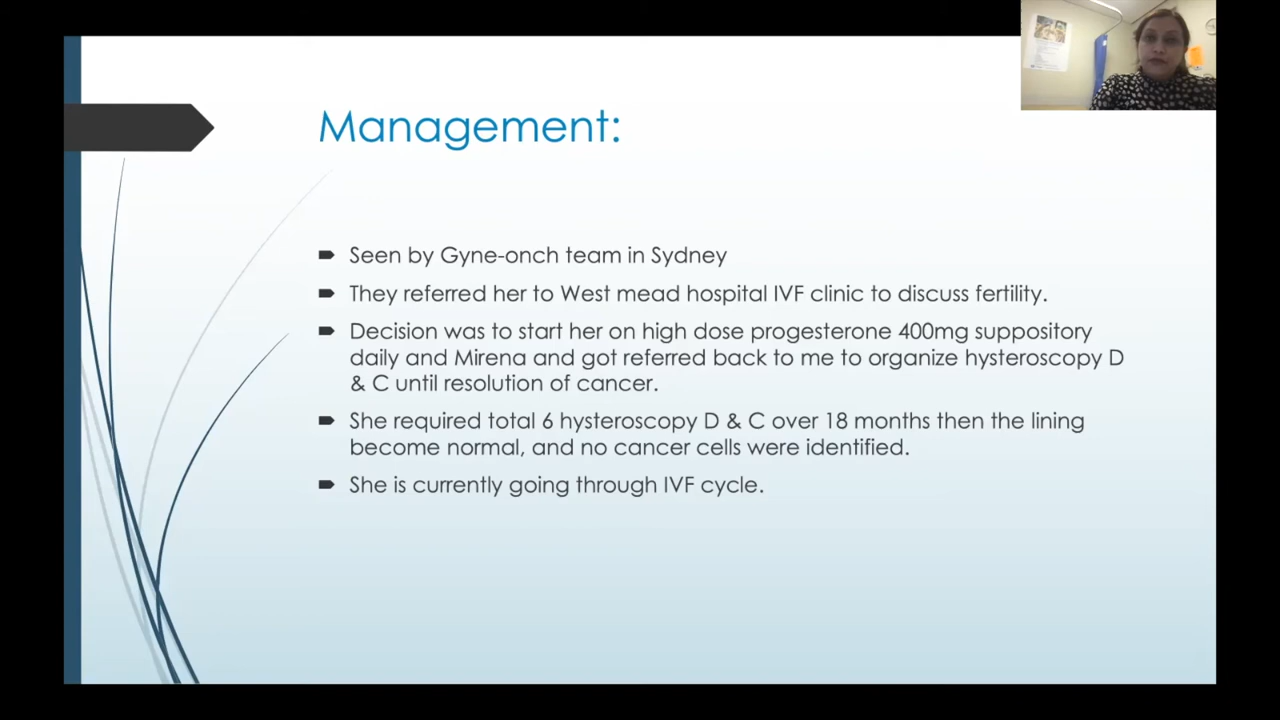 Management:
Seen by Gyne-onch team in Sydney
They referred her to West mead hospital IVF clinic to discuss fertility.
Decision was to start her on high dose progesterone 400mg suppository
daily and Mirena and got referred back to me to organize hysteroscopy D
& C until resolution of cancer.
She required total 6 hysteroscopy D & C over 18 months then the lining
become normal, and no cancer cells were identified.
She is currently going through IVF cycle.